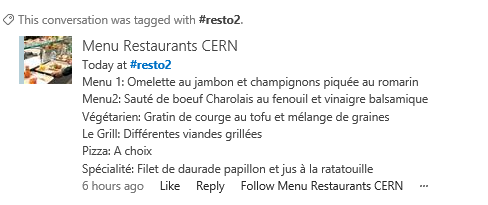 This conversation was tagged with #resto2.
Menu Restaurants CERN
Today at #resto2
Menu 1: Omelette au jambon et champignons piquée au romarin
Menu2: Sauté de boeuf Charolais au fenouil et vinaigre balsamique
Végétarien: Gratin de courge au tofu et mélange de graines
Le Grill: Différentes viandes grillées
Pizza: A choix
Spécialité: Filet de daurade papillon et jus à la ratatouille
6 hours ago Like Reply Follow Menu Restaurants CERN ···